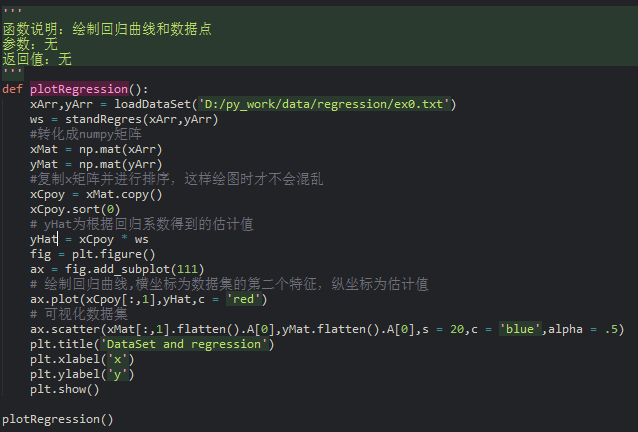 '''
函数说明：绘制回归曲线和数据点
参数：无
返回值：无
'''
def plotRegression():
    xArr,yArr = loadDataSet('D:/py_work/data/regression/ex0.txt')
    ws = standRegres(xArr,yArr)
    #转化成numpy矩阵
    xMat = np.mat(xArr)
    yMat = np.mat(yArr)
    #复制x矩阵并进行排序，这样绘图时才不会混乱
    xCpoy = xMat.copy()
    xCpoy.sort(0)
    # yHat为根据回归系数得到的估计值
    yHat = xCpoy * ws
    fig = plt.figure()
    ax = fig.add_subplot(111)
    # 绘制回归曲线,横坐标为数据集的第二个特征，纵坐标为估计值
    ax.plot(xCpoy[:,1],yHat,c = 'red')
    # 可视化数据集
    ax.scatter(xMat[:,1].flatten().A[0],yMat.flatten().A[0],s = 20,c = 'blue',alpha = .5)
    plt.title('DataSet and regression')
    plt.xlabel('x')
    plt.ylabel('y')
    plt.show()

plotRegression()